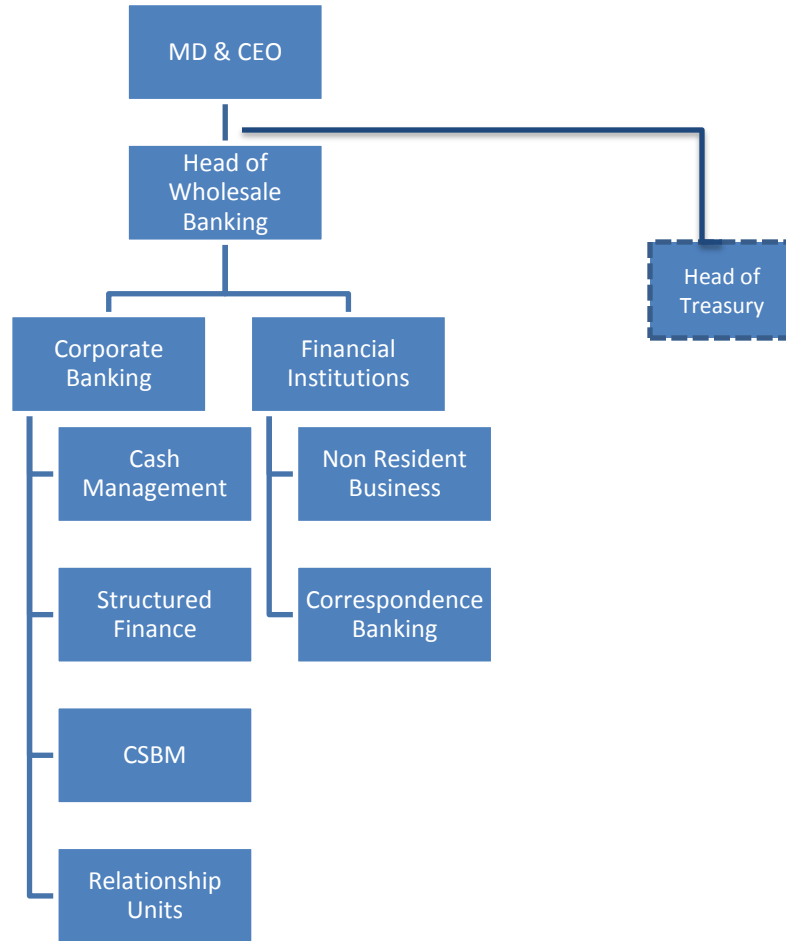 MD & CEO
Head of
Wholesale
Banking
Head of
Treasury
Corporate
Banking
Financial
Institutions
Cash
Management
Non Resident
Business
Structured
Finance
Correspondence
Banking
CSBM
Relationship
Units